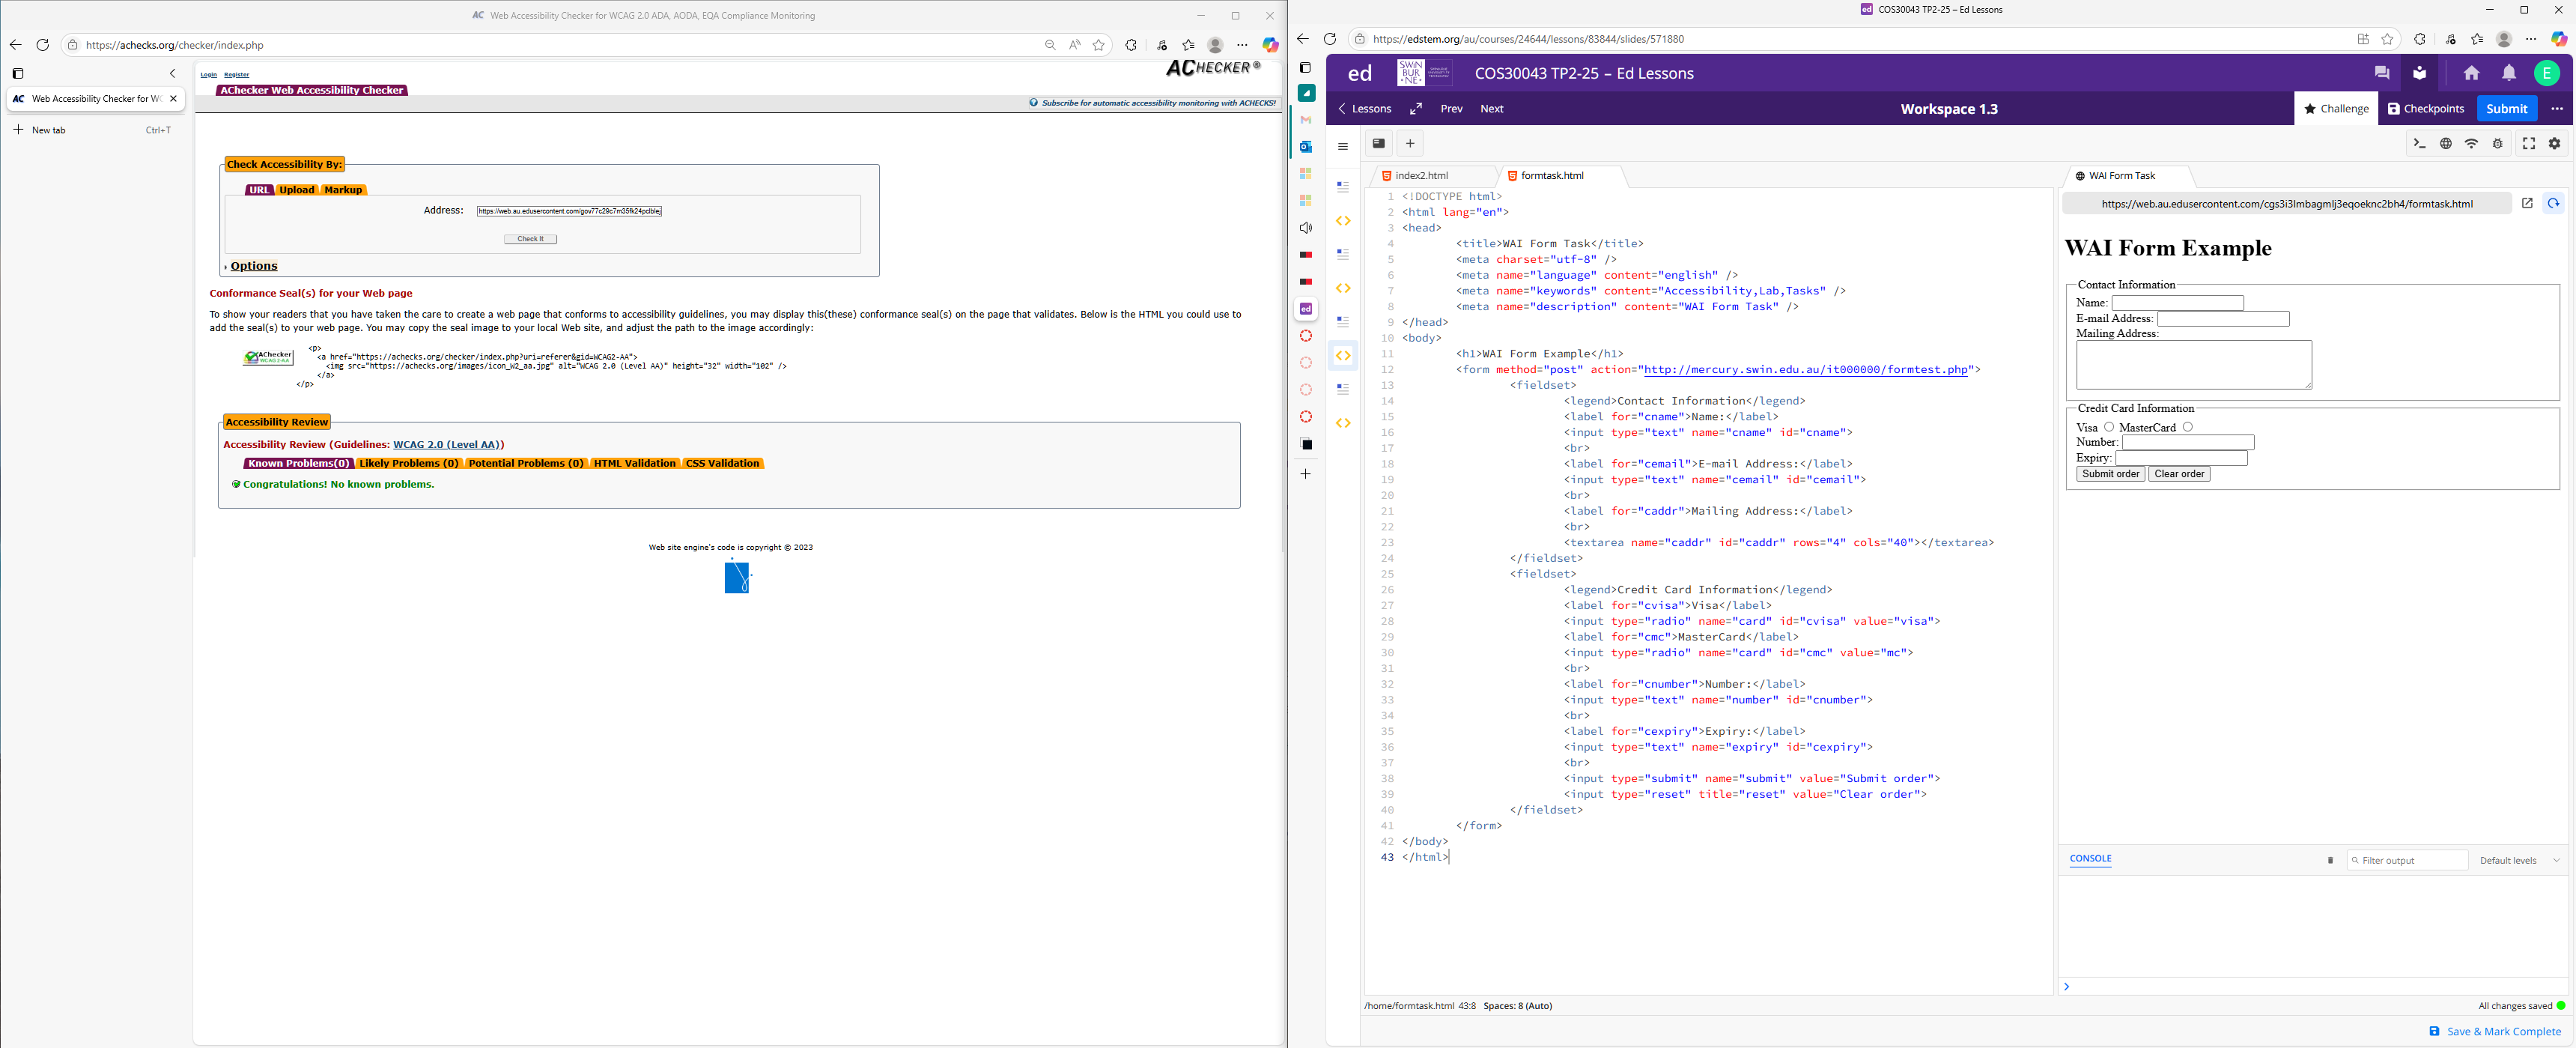 AC Web Accessibility Checker for WCAG 2.0 ADA, AODA, EQA Compliance Monitoring
https://achecks.org/checker/index.php
AC Web Accessibility Checker for WC
New tab Ctrl+T
Login Register
ACHECKER®
AChecker Web Accessibility Checker
Subscribe for automatic accessibility monitoring with ACHECKS!
Check Accessibility By:
URL Upload Markup
Address: https://web.au.edusercontent.com/gov77c29c7m35fk24pclblej
Check It
Options
Conformance Seal(s) for your Web page
To show your readers that you have taken the care to create a web page that conforms to accessibility guidelines, you may display this(these) conformance seal(s) on the page that validates. Below is the HTML you could use to
add the seal(s) to your web page. You may copy the seal image to your local Web site, and adjust the path to the image accordingly:
AChecker
WCAG 2-AA
<p>
<a href="https://achecks.org/checker/index.php?uri=referer&gid=WCAG2-AA">
<img src="https://achecks.org/images/icon_W2_aa.jpg" alt="WCAG 2.0 (Level AA)" height="32" width="102" />
</a>
</p>
Accessibility Review
Accessibility Review (Guidelines: WCAG 2.0 (Level AA))
Known Problems(0) Likely Problems (0) Potential Problems (0) HTML Validation CSS Validation
Congratulations! No known problems.
Web site engine's code is copyright © 2023
ed COS30043 TP2-25 – Ed Lessons
https://edstem.org/au/courses/24644/lessons/83844/slides/571880
ed SWINBURNE COS30043 TP2-25 – Ed Lessons E
Lessons Prev Next Workspace 1.3 Challenge Checkpoints Submit
index2.html formtask.html
1 <!DOCTYPE html>
2 <html lang="en">
3 <head>
4 <title>WAI Form Task</title>
5 <meta charset="utf-8" />
6 <meta name="language" content="english" />
7 <meta name="keywords" content="Accessibility,Lab,Tasks" />
8 <meta name="description" content="WAI Form Task" />
9 </head>
10 <body>
11 <h1>WAI Form Example</h1>
12 <form method="post" action="http://mercury.swin.edu.au/it000000/formtest.php">
13 <fieldset>
14 <legend>Contact Information</legend>
15 <label for="cname">Name:</label>
16 <input type="text" name="cname" id="cname">
17 <br>
18 <label for="cemail">E-mail Address:</label>
19 <input type="text" name="cemail" id="cemail">
20 <br>
21 <label for="caddr">Mailing Address:</label>
22 <br>
23 <textarea name="caddr" id="caddr" rows="4" cols="40"></textarea>
24 </fieldset>
25 <fieldset>
26 <legend>Credit Card Information</legend>
27 <label for="cvisa">Visa</label>
28 <input type="radio" name="card" id="cvisa" value="visa">
29 <label for="cmc">MasterCard</label>
30 <input type="radio" name="card" id="cmc" value="mc">
31 <br>
32 <label for="cnumber">Number:</label>
33 <input type="text" name="number" id="cnumber">
34 <br>
35 <label for="cexpiry">Expiry:</label>
36 <input type="text" name="expiry" id="cexpiry">
37 <br>
38 <input type="submit" name="submit" value="Submit order">
39 <input type="reset" title="reset" value="Clear order">
40 </fieldset>
41 </form>
42 </body>
43 </html>
/home/formtask.html 43:8 Spaces: 8 (Auto)
WAI Form Task
https://web.au.edusercontent.com/cgs3i3lmbagmlj3eqoeknc2bh4/formtask.html
WAI Form Example
Contact Information
Name:
E-mail Address:
Mailing Address:
Credit Card Information
Visa MasterCard
Number:
Expiry:
Submit order Clear order
CONSOLE Filter output Default levels
All changes saved
Save & Mark Complete